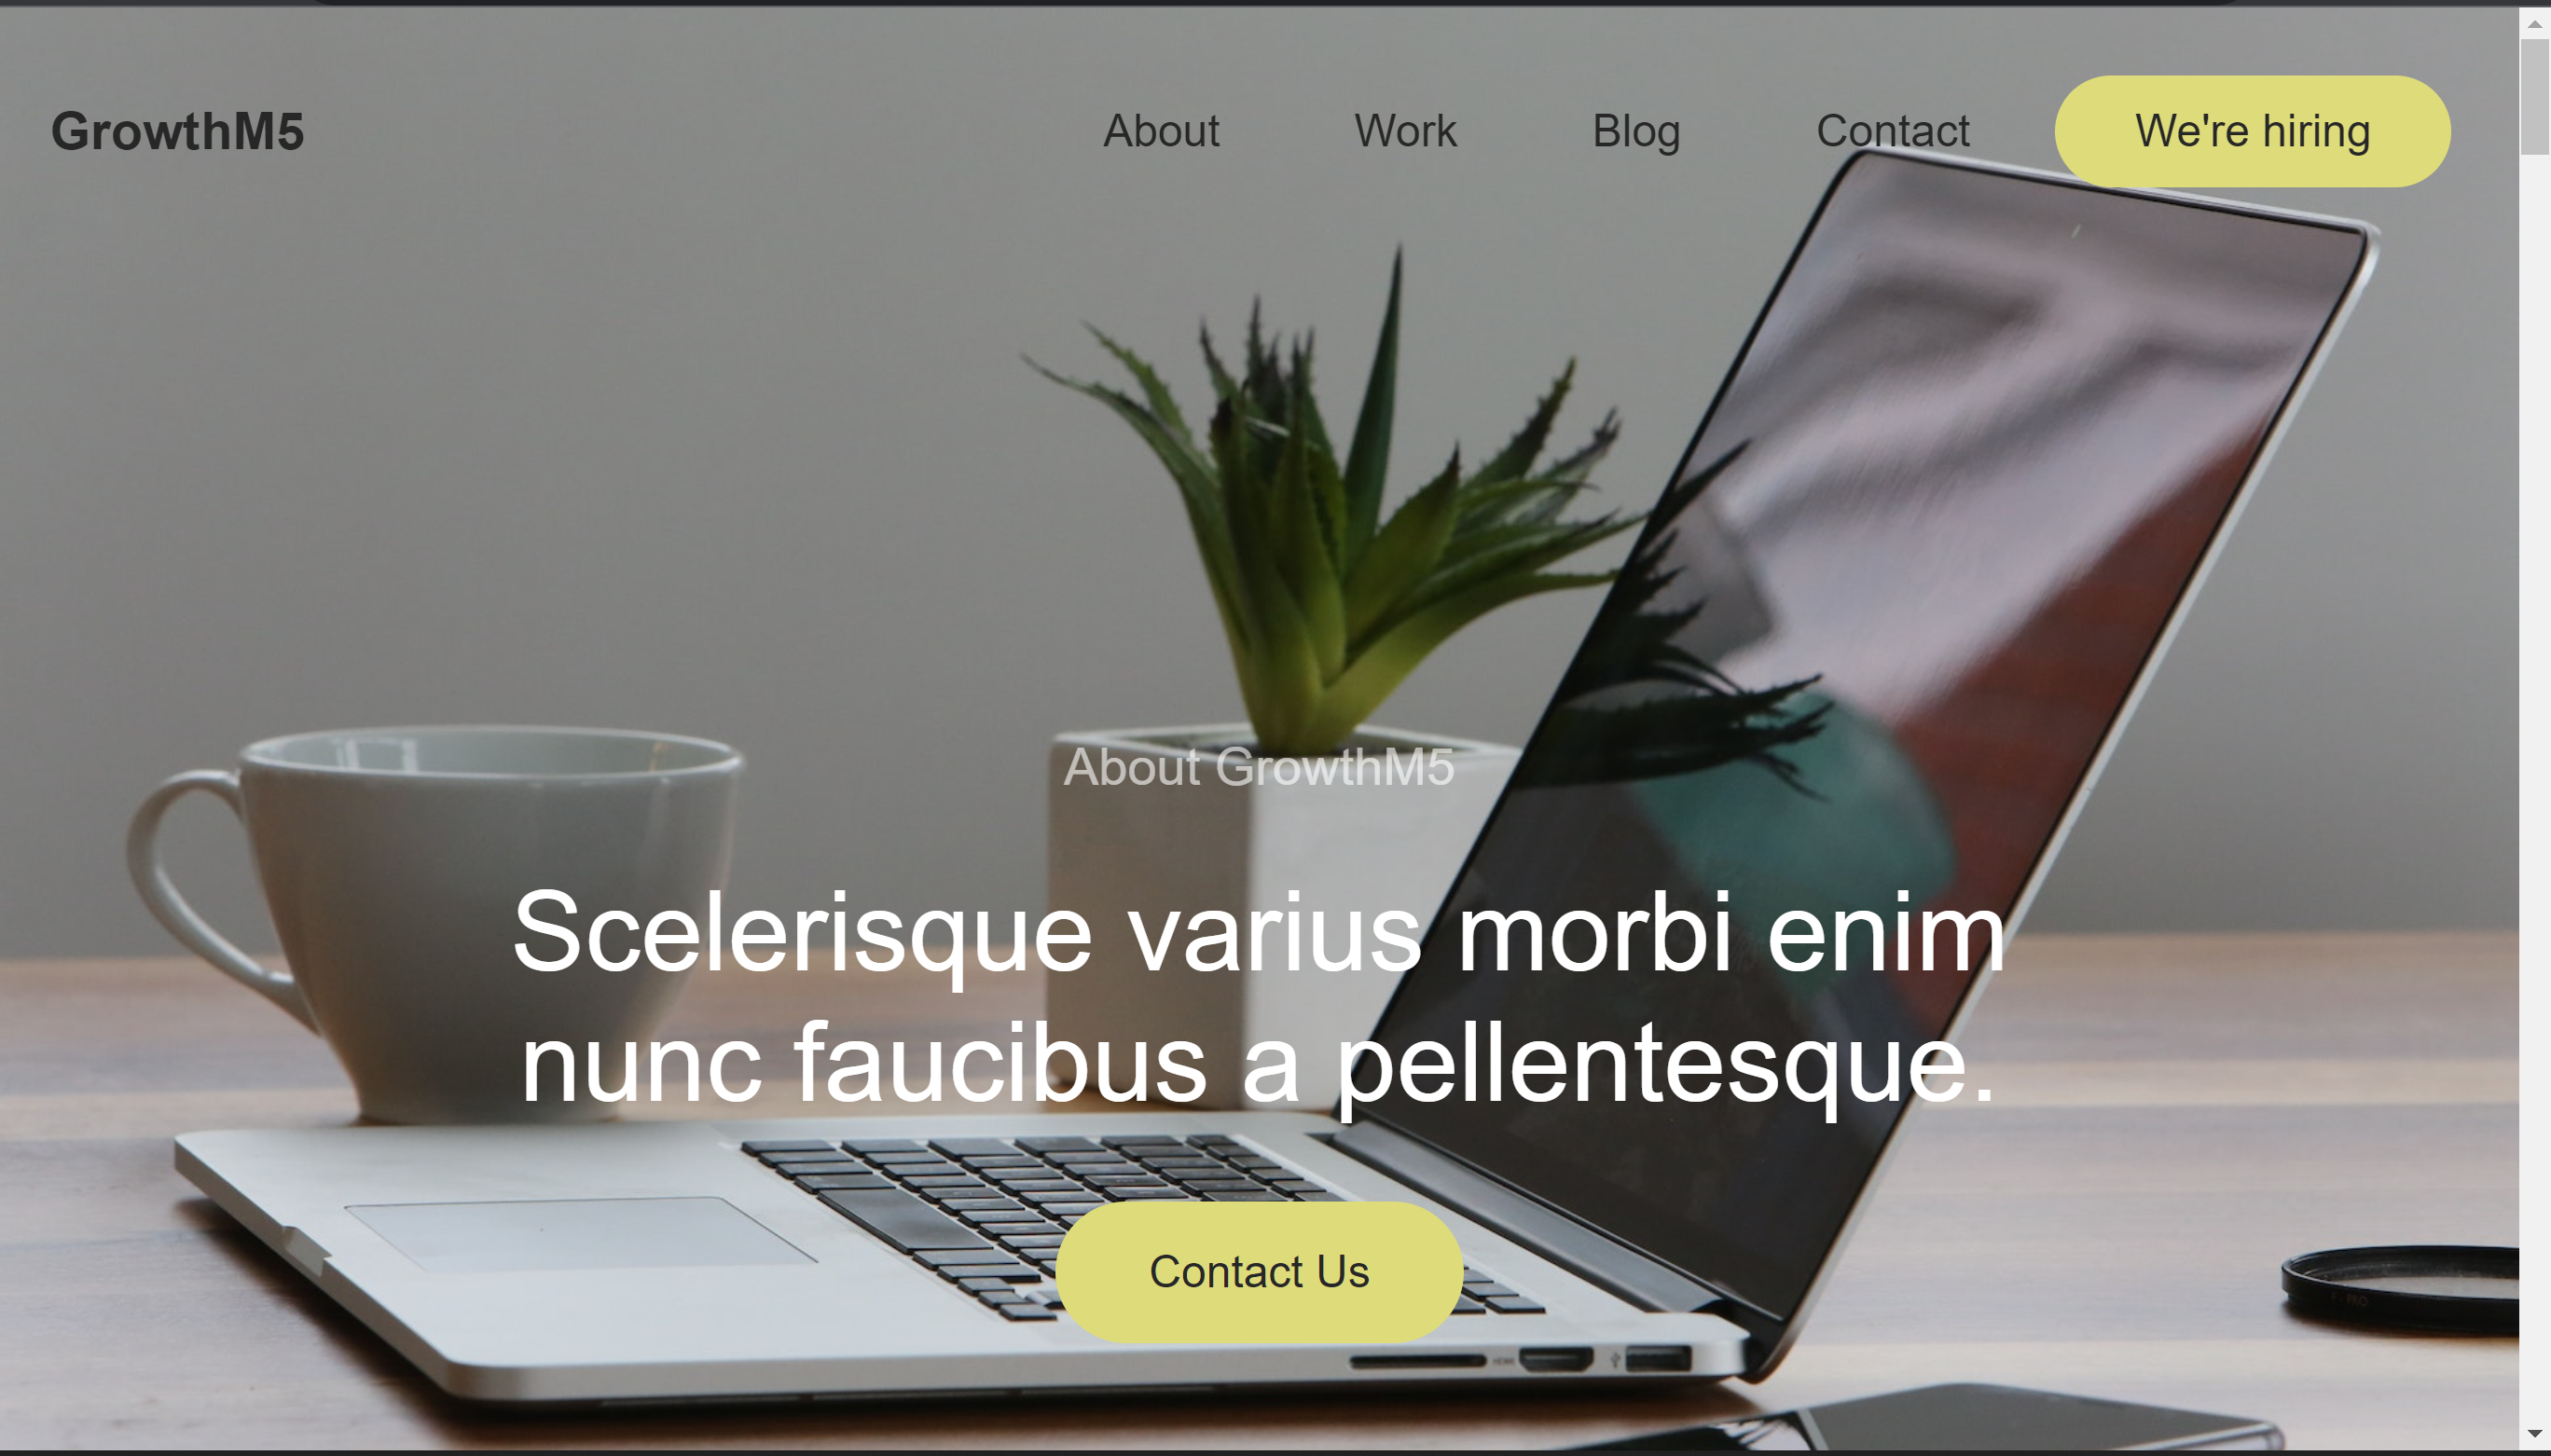 GrowthM5
About
Work
Blog
Contact
We're hiring
About GrowthM5
Scelerisque varius morbi enim
nunc faucibus a pellentesque.
Contact Us